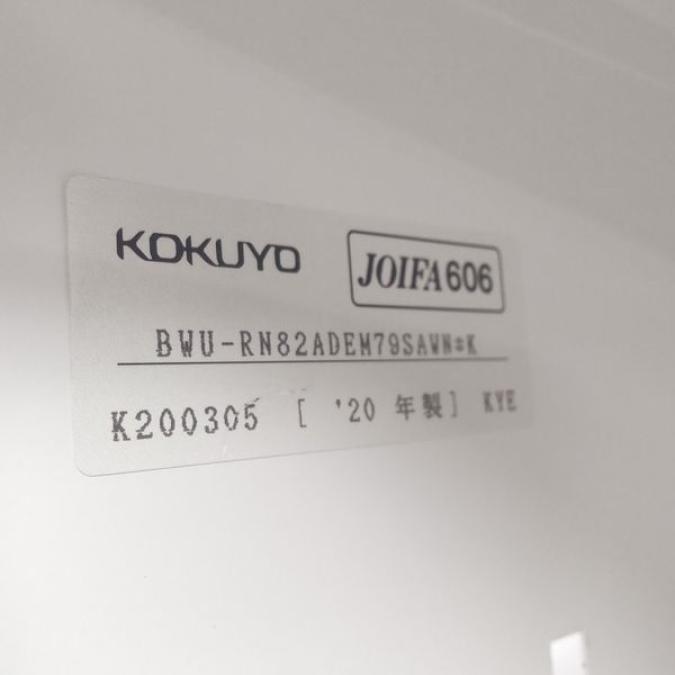 KOKUYO JOIFA606
BWU-RN82ADEM79SAWN#K
K200305 [ '20 年製] KYE